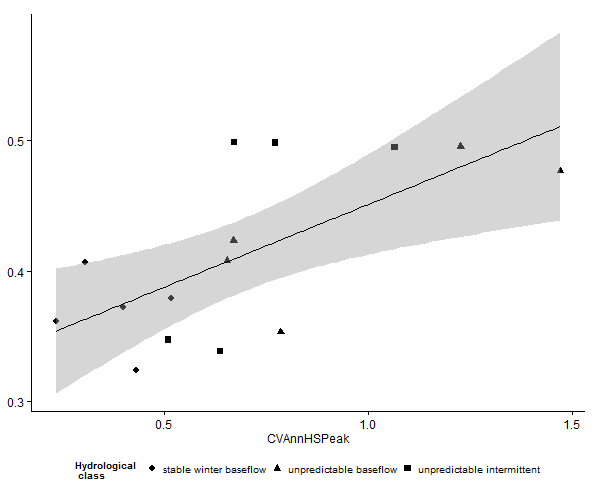 0.5
0.4
0.3
0.5 1.0 1.5
CVAnnHSPeak
Hydrological
class
stable winter baseflow unpredictable baseflow unpredictable intermittent